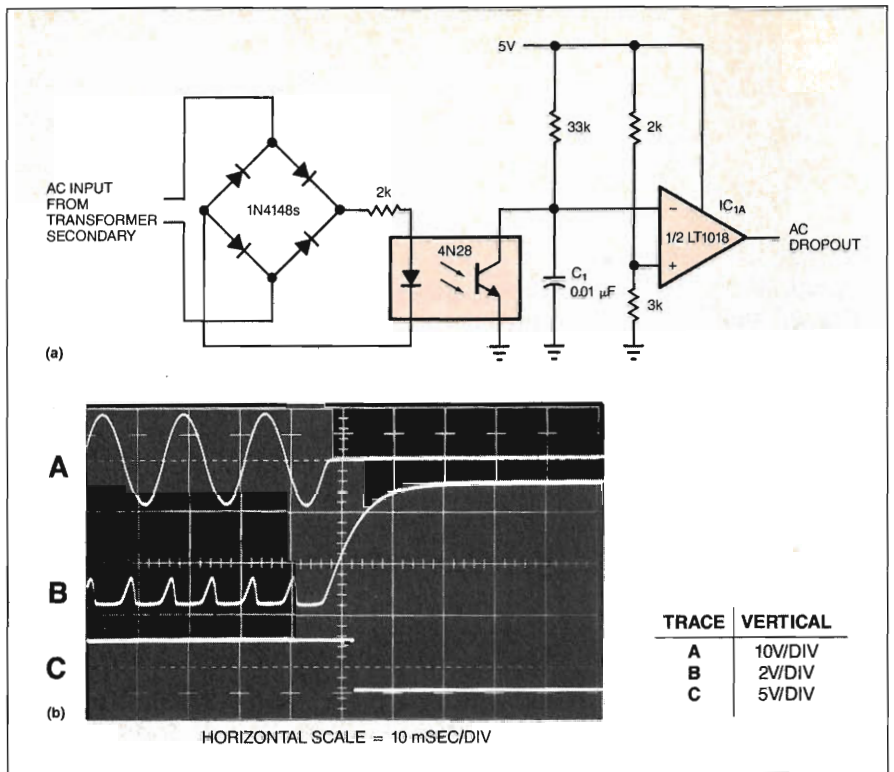 5V
33k
2k
AC INPUT
FROM
TRANSFORMER
SECONDARY
1N4148s
2k
4N28
C1
0.01 µF
−
+
IC1A
1/2 LT1018
AC
DROPOUT
3k
(a)
A
B
C
(b)
HORIZONTAL SCALE = 10 mSEC/DIV
TRACE VERTICAL
A 10V/DIV
B 2V/DIV
C 5V/DIV